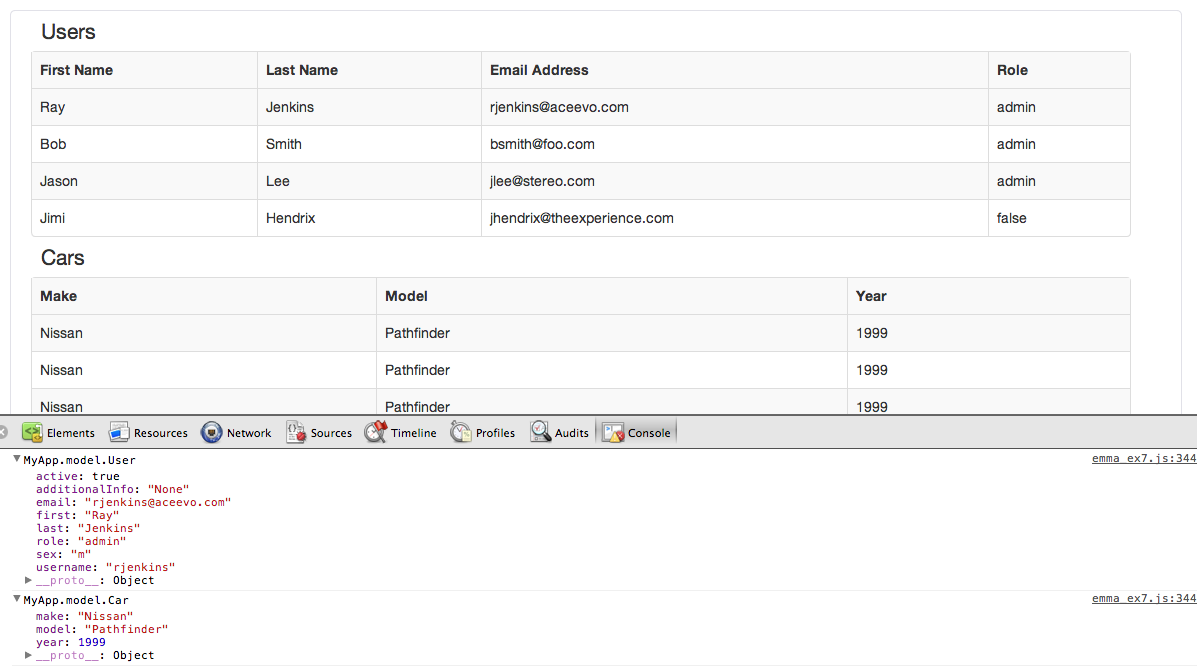 Users
First Name Last Name Email Address Role
Ray Jenkins rjenkins@aceevo.com admin
Bob Smith bsmith@foo.com admin
Jason Lee jlee@stereo.com admin
Jimi Hendrix jhendrix@theexperience.com false
Cars
Make Model Year
Nissan Pathfinder 1999
Nissan Pathfinder 1999
Nissan Pathfinder 1999
Elements Resources Network Sources Timeline Profiles Audits Console
MyApp.model.User emma_ex7.js:344
active: true
additionalInfo: "None"
email: "rjenkins@aceevo.com"
first: "Ray"
last: "Jenkins"
role: "admin"
sex: "m"
username: "rjenkins"
__proto__: Object
MyApp.model.Car emma_ex7.js:344
make: "Nissan"
model: "Pathfinder"
year: 1999
__proto__: Object